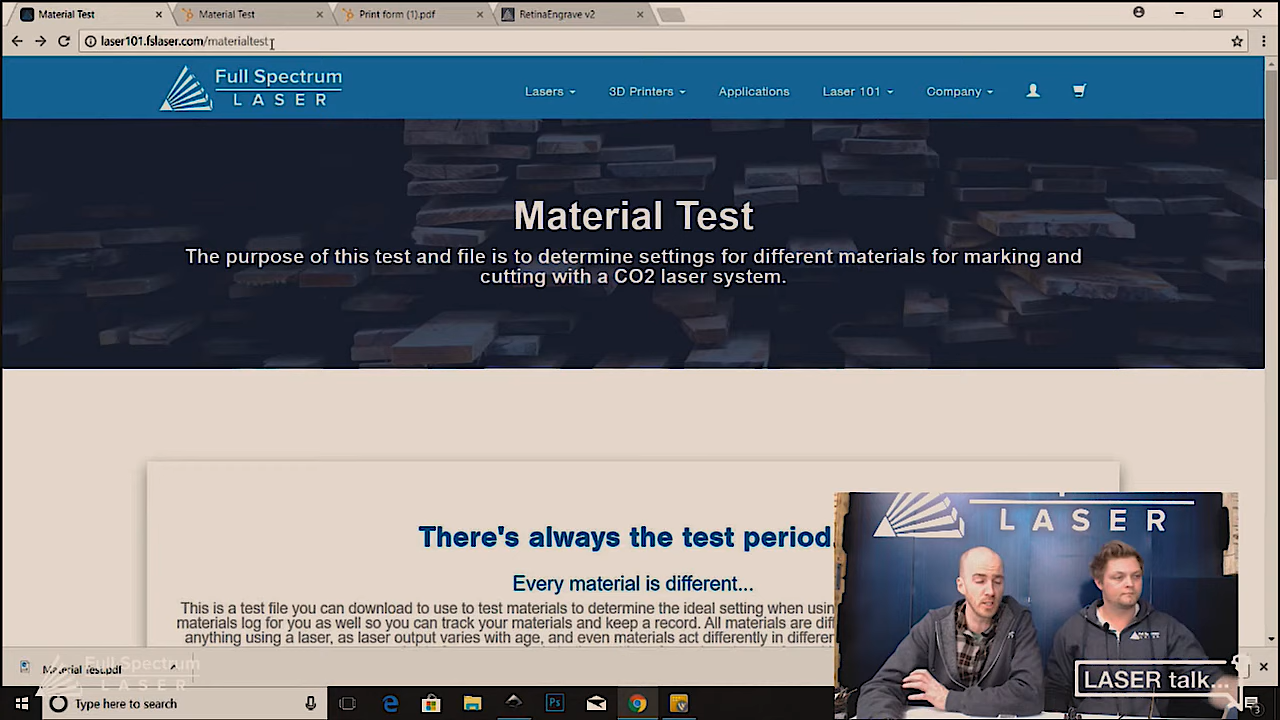 Material Test
Material Test
Print form (1).pdf
RetinaEngrave v2
laser101.fslaser.com/materialtest
Full Spectrum
LASER
Lasers
3D Printers
Applications
Laser 101
Company
Material Test
The purpose of this test and file is to determine settings for different materials for marking and
cutting with a CO2 laser system.
There's always the test period
Every material is different...
This is a test file you can download to use to test materials to determine the ideal setting when
materials log for you as well so you can track your materials and keep a record. All materials are
anything using a laser, as laser output varies with age, and even materials act differently in
LASER
LASER talk...
Material Test.pdf
Full Spectrum
LASER
Type here to search
Ps
3